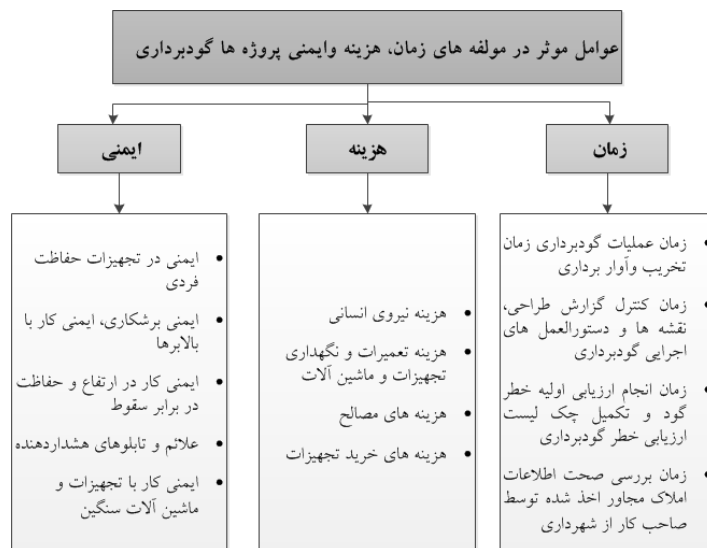 عوامل موثر در مولفه های زمان، هزینه وایمنی پروژه ها گودبرداری
زمان
زمان عملیات گودبرداری زمان
تخریب وآوار برداری
زمان کنترل گزارش طراحی،
نقشه ها و دستورالعمل های
اجرایی گودبرداری
زمان انجام ارزیابی اولیه خطر
گود و تکمیل چک لیست
ارزیابی خطر گودبرداری
زمان بررسی صحت اطلاعات
املاک مجاور اخذ شده توسط
صاحب کار از شهرداری
هزینه
هزینه نیروی انسانی
هزینه تعمیرات و نگهداری
تجهیزات و ماشین آلات
هزینه های مصالح
هزینه های خرید تجهیزات
ایمنی
ایمنی در تجهیزات حفاظت
فردی
ایمنی برشکاری، ایمنی کار با
بالابرها
ایمنی کار در ارتفاع و حفاظت
در برابر سقوط
علائم و تابلوهای هشداردهنده
ایمنی کار با تجهیزات و
ماشین آلات سنگین